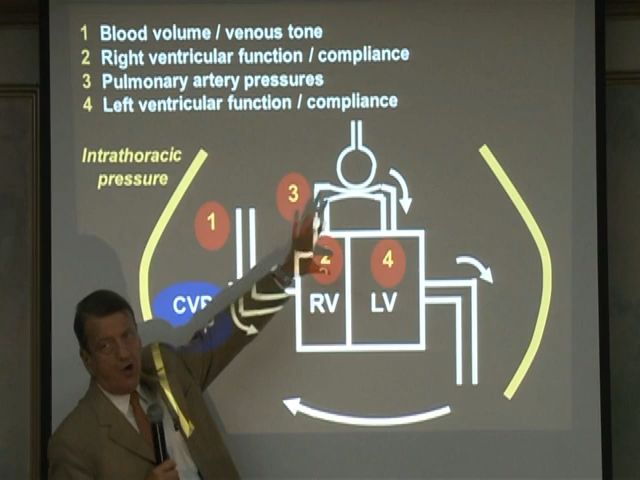 1 Blood volume / venous tone
2 Right ventricular function / compliance
3 Pulmonary artery pressures
4 Left ventricular function / compliance
Intrathoracic
pressure
3
1
2
4
CVP
RV
LV